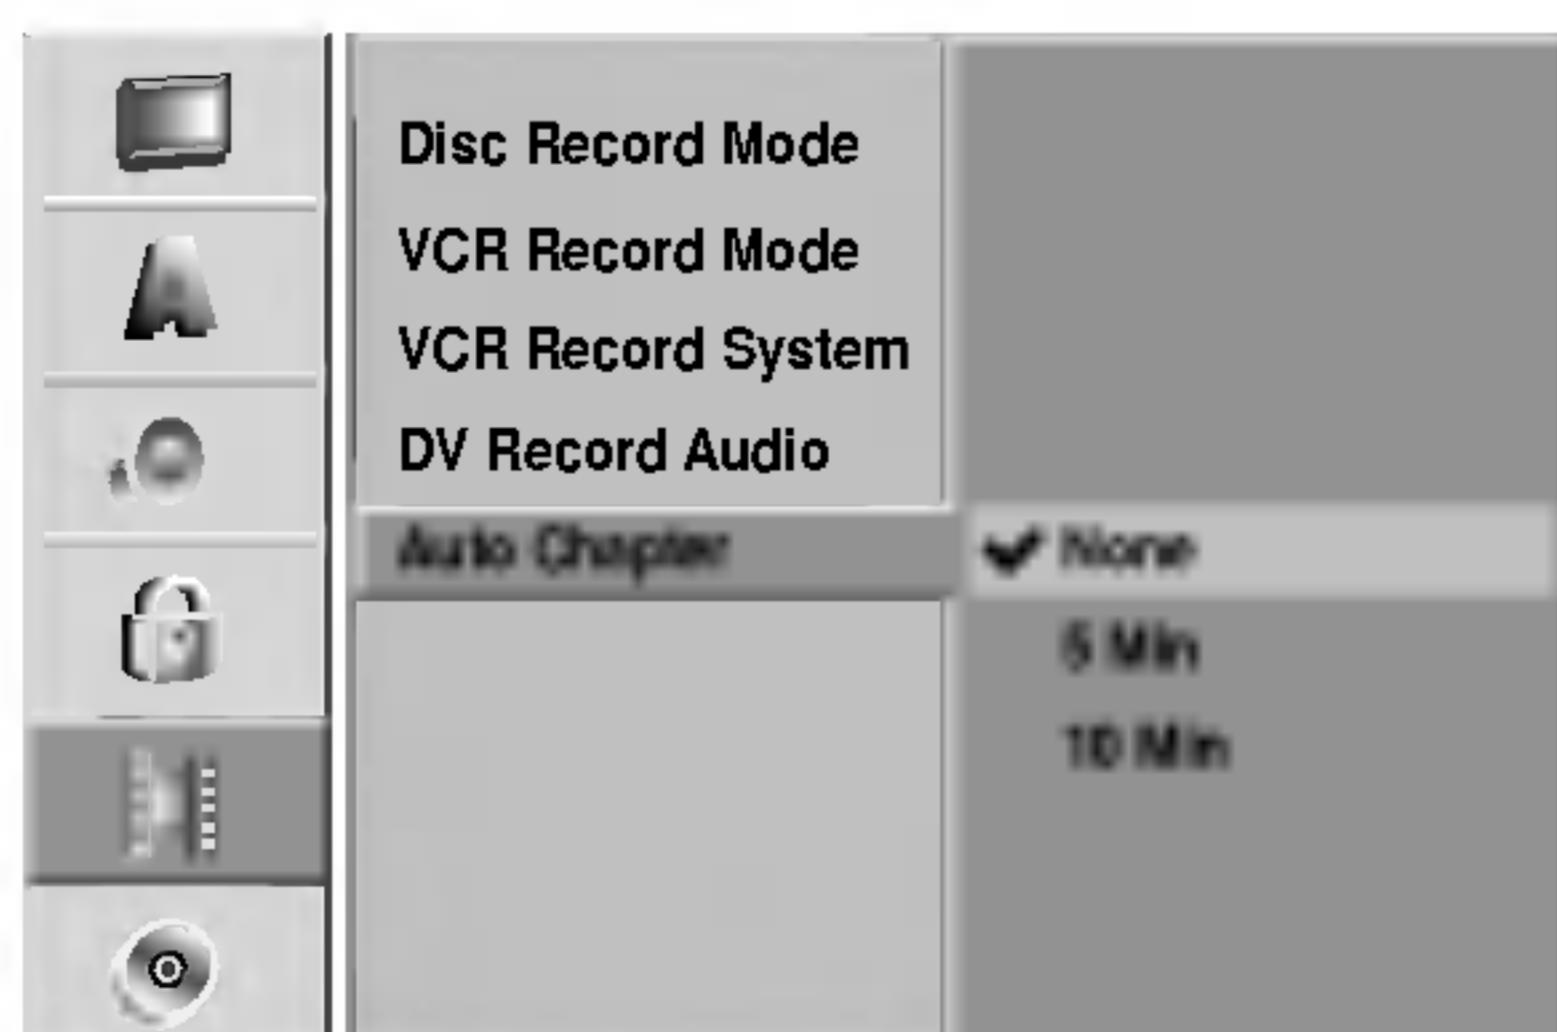 Disc Record Mode
VCR Record Mode
VCR Record System
DV Record Audio
Auto Chapter
✔ None
5 Min
10 Min